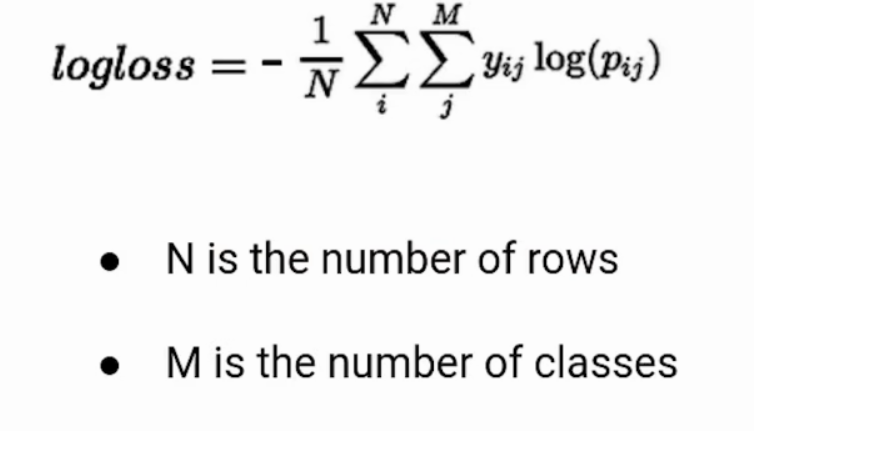 logloss = - 1/N ∑_i^N ∑_j^M y_ij log(p_ij)
● N is the number of rows
● M is the number of classes